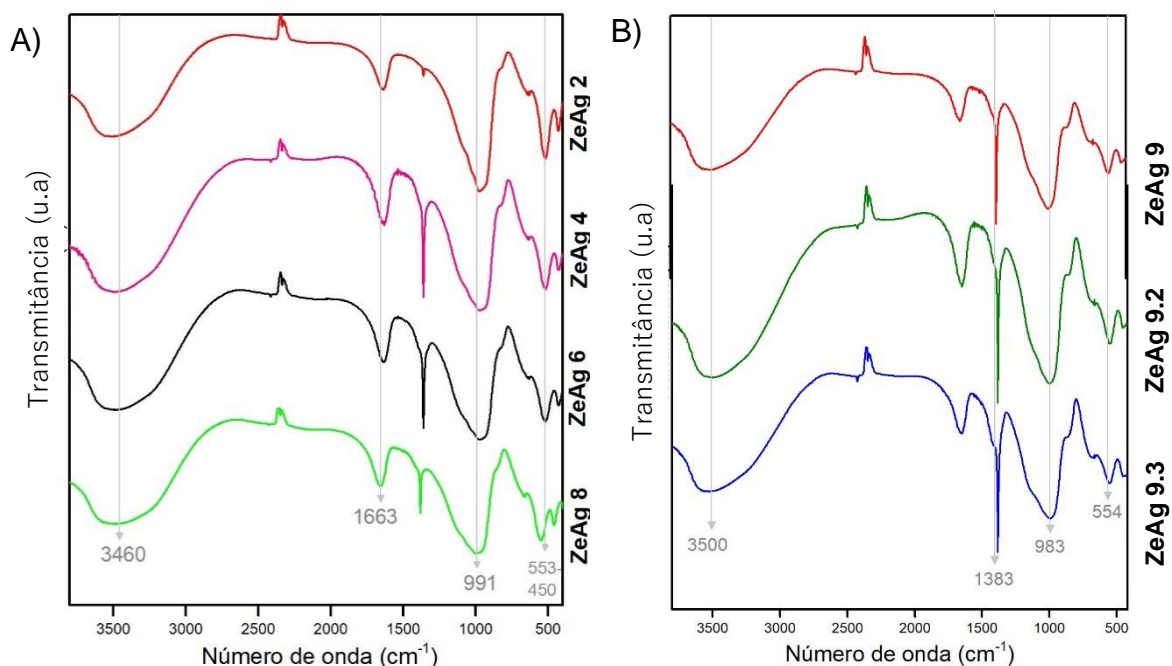 A)
Transmitância (u.a)
ZeAg 2
ZeAg 4
ZeAg 6
ZeAg 8
3460
1663
991
553-
450
3500 3000 2500 2000 1500 1000 500
Número de onda (cm⁻¹)
B)
Transmitância (u.a)
ZeAg 9
ZeAg 9.2
ZeAg 9.3
3500
1383
983
554
3500 3000 2500 2000 1500 1000 500
Número de onda (cm⁻¹)